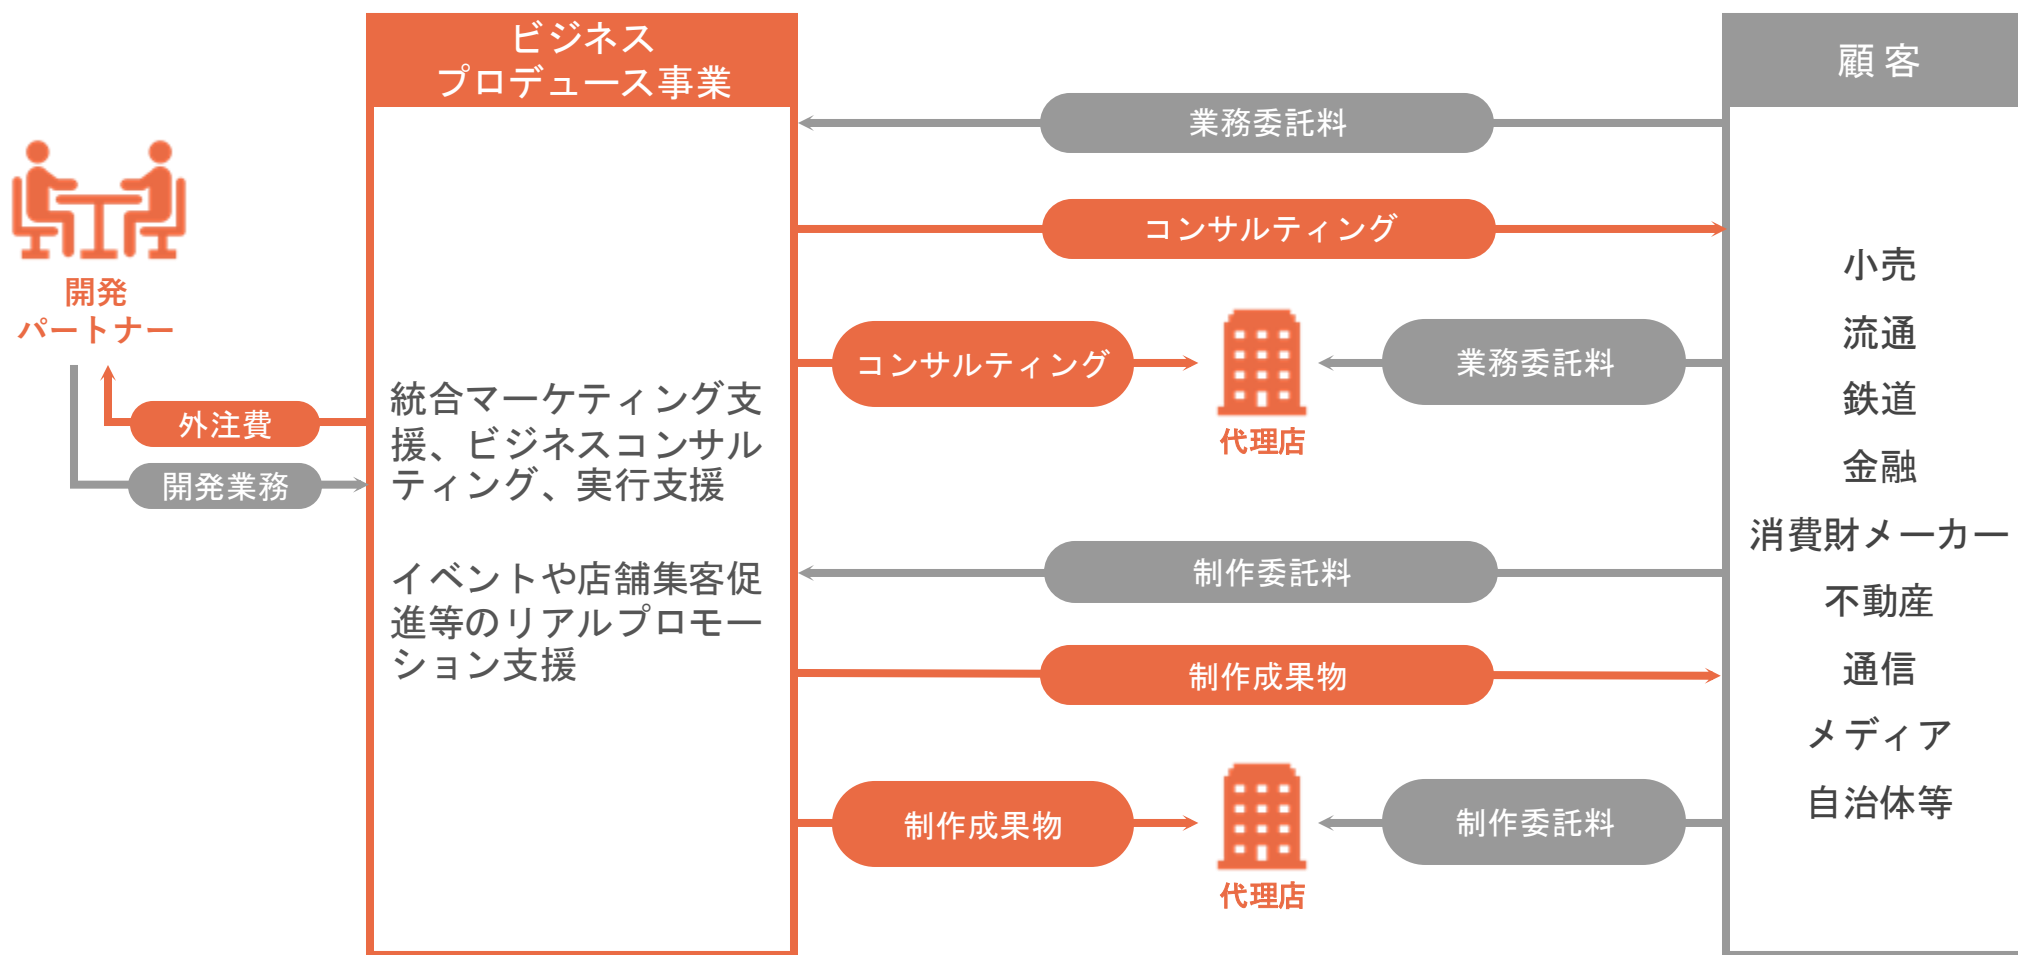 ビジネス
プロデュース事業
顧客
業務委託料
コンサルティング
開発
パートナー
外注費
開発業務
コンサルティング
代理店
業務委託料
統合マーケティング支
援、ビジネスコンサル
ティング、実行支援
イベントや店舗集客促
進等のリアルプロモー
ション支援
制作委託料
制作成果物
制作成果物
代理店
制作委託料
小売
流通
鉄道
金融
消費財メーカー
不動産
通信
メディア
自治体等